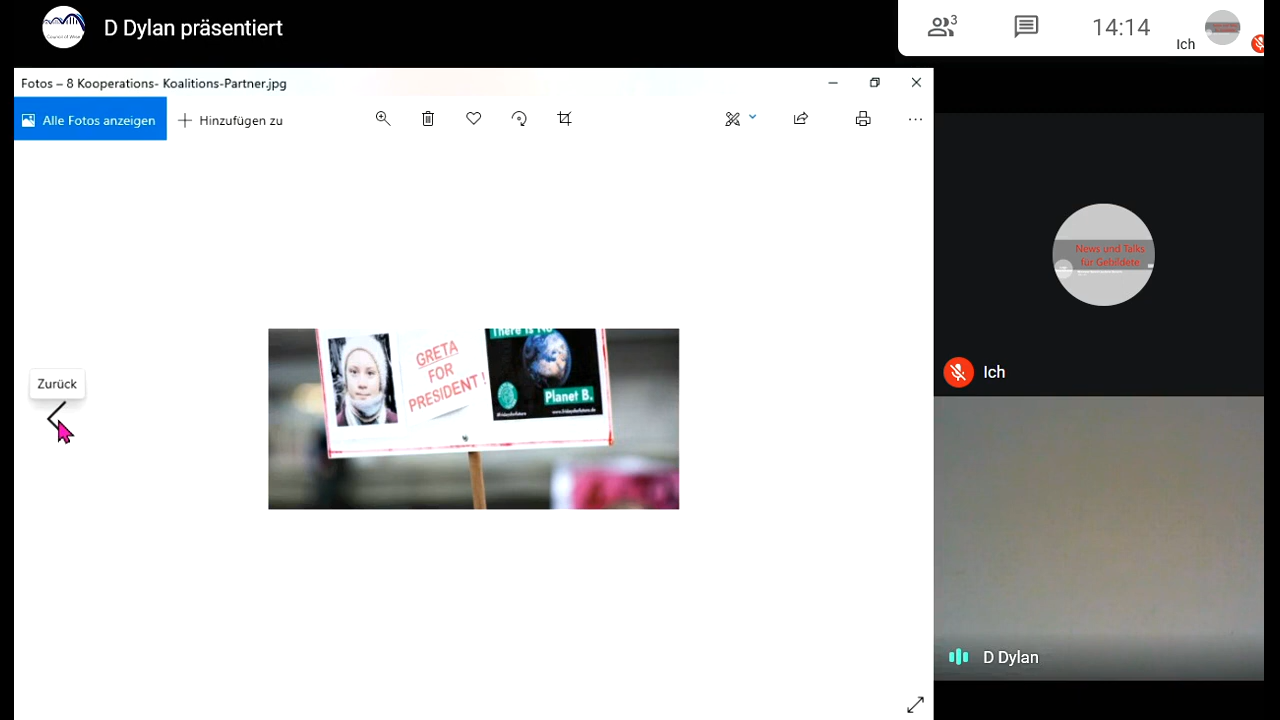 D Dylan präsentiert
3
14:14
Ich
Fotos – 8 Kooperations- Koalitions-Partner.jpg
Alle Fotos anzeigen
Hinzufügen zu
Zurück
GRETA
FOR
PRESIDENT !
There is No
Planet B.
News und Talks
für Gebildete
Ich
D Dylan